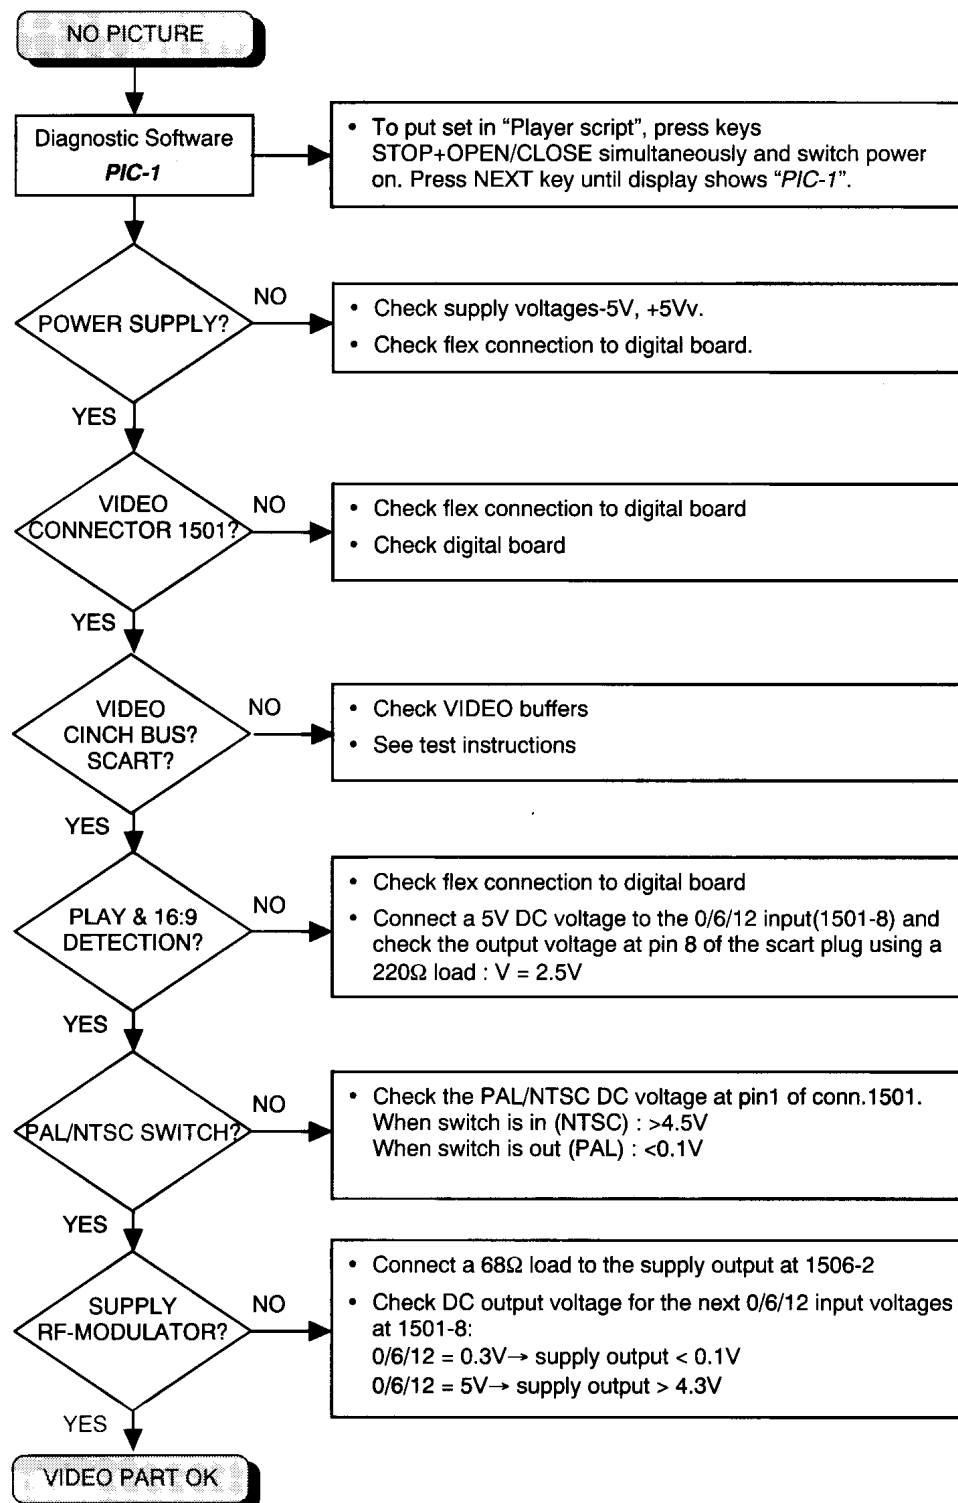 NO PICTURE
Diagnostic Software
PIC-1
• To put set in “Player script”, press keys
STOP+OPEN/CLOSE simultaneously and switch power
on. Press NEXT key until display shows “PIC-1”.
POWER SUPPLY?
NO
• Check supply voltages-5V, +5Vv.
• Check flex connection to digital board.
YES
VIDEO
CONNECTOR 1501?
NO
• Check flex connection to digital board
• Check digital board
YES
VIDEO
CINCH BUS?
SCART?
NO
• Check VIDEO buffers
• See test instructions
YES
PLAY & 16:9
DETECTION?
NO
• Check flex connection to digital board
• Connect a 5V DC voltage to the 0/6/12 input(1501-8) and
check the output voltage at pin 8 of the scart plug using a
220Ω load : V = 2.5V
YES
PAL/NTSC SWITCH?
NO
• Check the PAL/NTSC DC voltage at pin1 of conn.1501.
When switch is in (NTSC) : >4.5V
When switch is out (PAL) : <0.1V
YES
SUPPLY
RF-MODULATOR?
NO
• Connect a 68Ω load to the supply output at 1506-2
• Check DC output voltage for the next 0/6/12 input voltages
at 1501-8:
0/6/12 = 0.3V→ supply output < 0.1V
0/6/12 = 5V→ supply output > 4.3V
YES
VIDEO PART OK